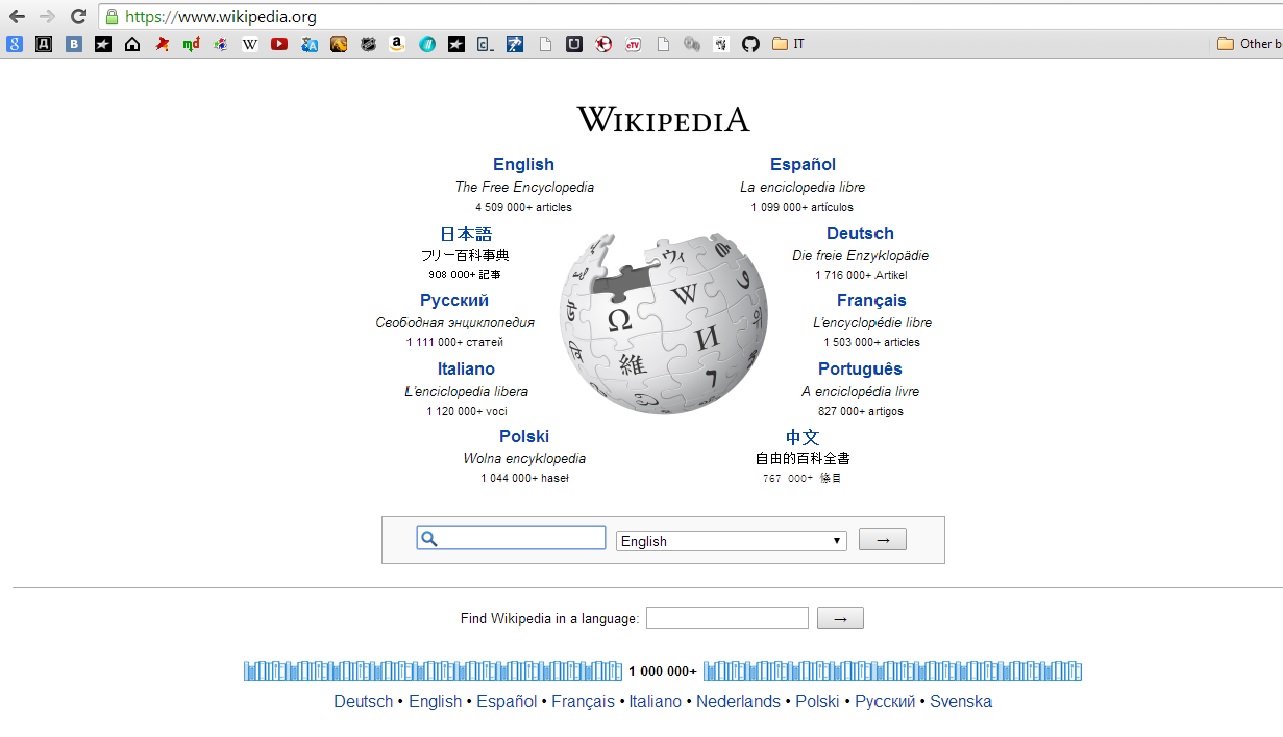 https://www.wikipedia.org
IT
Other b
WIKIPEDIA
English
The Free Encyclopedia
4 509 000+ articles
Español
La enciclopedia libre
1 099 000+ artículos
日本語
フリー百科事典
908 000+ 記事
Deutsch
Die freie Enzyklopädie
1 716 000+ Artikel
Русский
Свободная энциклопедия
1 111 000+ статей
Français
L'encyclopédie libre
1 503 000+ articles
Italiano
L'enciclopedia libera
1 120 000+ voci
Português
A enciclopédia livre
827 000+ artigos
Polski
Wolna encyklopedia
1 044 000+ haseł
中文
自由的百科全書
767 000+ 條目
Ω
W
И
維
ウィ
English
→
Find Wikipedia in a language:
→
1 000 000+
Deutsch • English • Español • Français • Italiano • Nederlands • Polski • Русский • Svenska